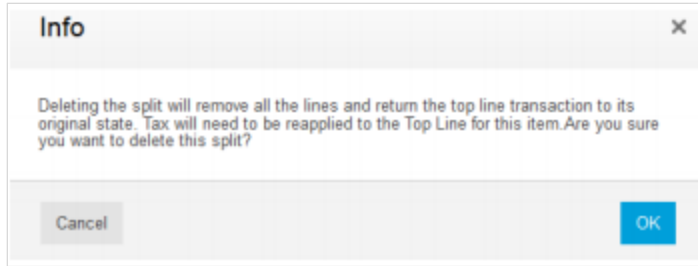 Info
Deleting the split will remove all the lines and return the top line transaction to its
original state. Tax will need to be reapplied to the Top Line for this item.Are you sure
you want to delete this split?
Cancel
OK